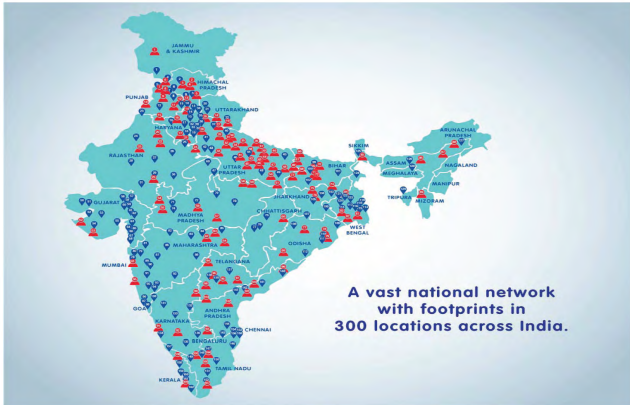 JAMMU
& KASHMIR
HIMACHAL
PRADESH
PUNJAB
UTTARAKHAND
HARYANA
ARUNACHAL
PRADESH
SIKKIM
RAJASTHAN
UTTAR
PRADESH
BIHAR
ASSAM
NAGALAND
MEGHALAYA
MANIPUR
TRIPURA
MIZORAM
GUJARAT
JHARKHAND
MADHYA
PRADESH
CHHATTISGARH
WEST
BENGAL
MAHARASHTRA
ODISHA
MUMBAI
TELANGANA
A vast national network
with footprints in
300 locations across India.
GOA
ANDHRA
PRADESH
KARNATAKA
CHENNAI
BENGALURU
TAMIL NADU
KERALA